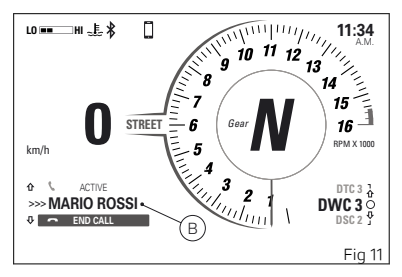 LO HI
11:34
A.M.
1 2 3 4 5 6 7 8 9 10 11 12 13 14 15 16
RPM X 1000
0
km/h
STREET
Gear N
ACTIVE
>>> MARIO ROSSI
END CALL
B
DTC 3
DWC 3
DSC 2
Fig 11